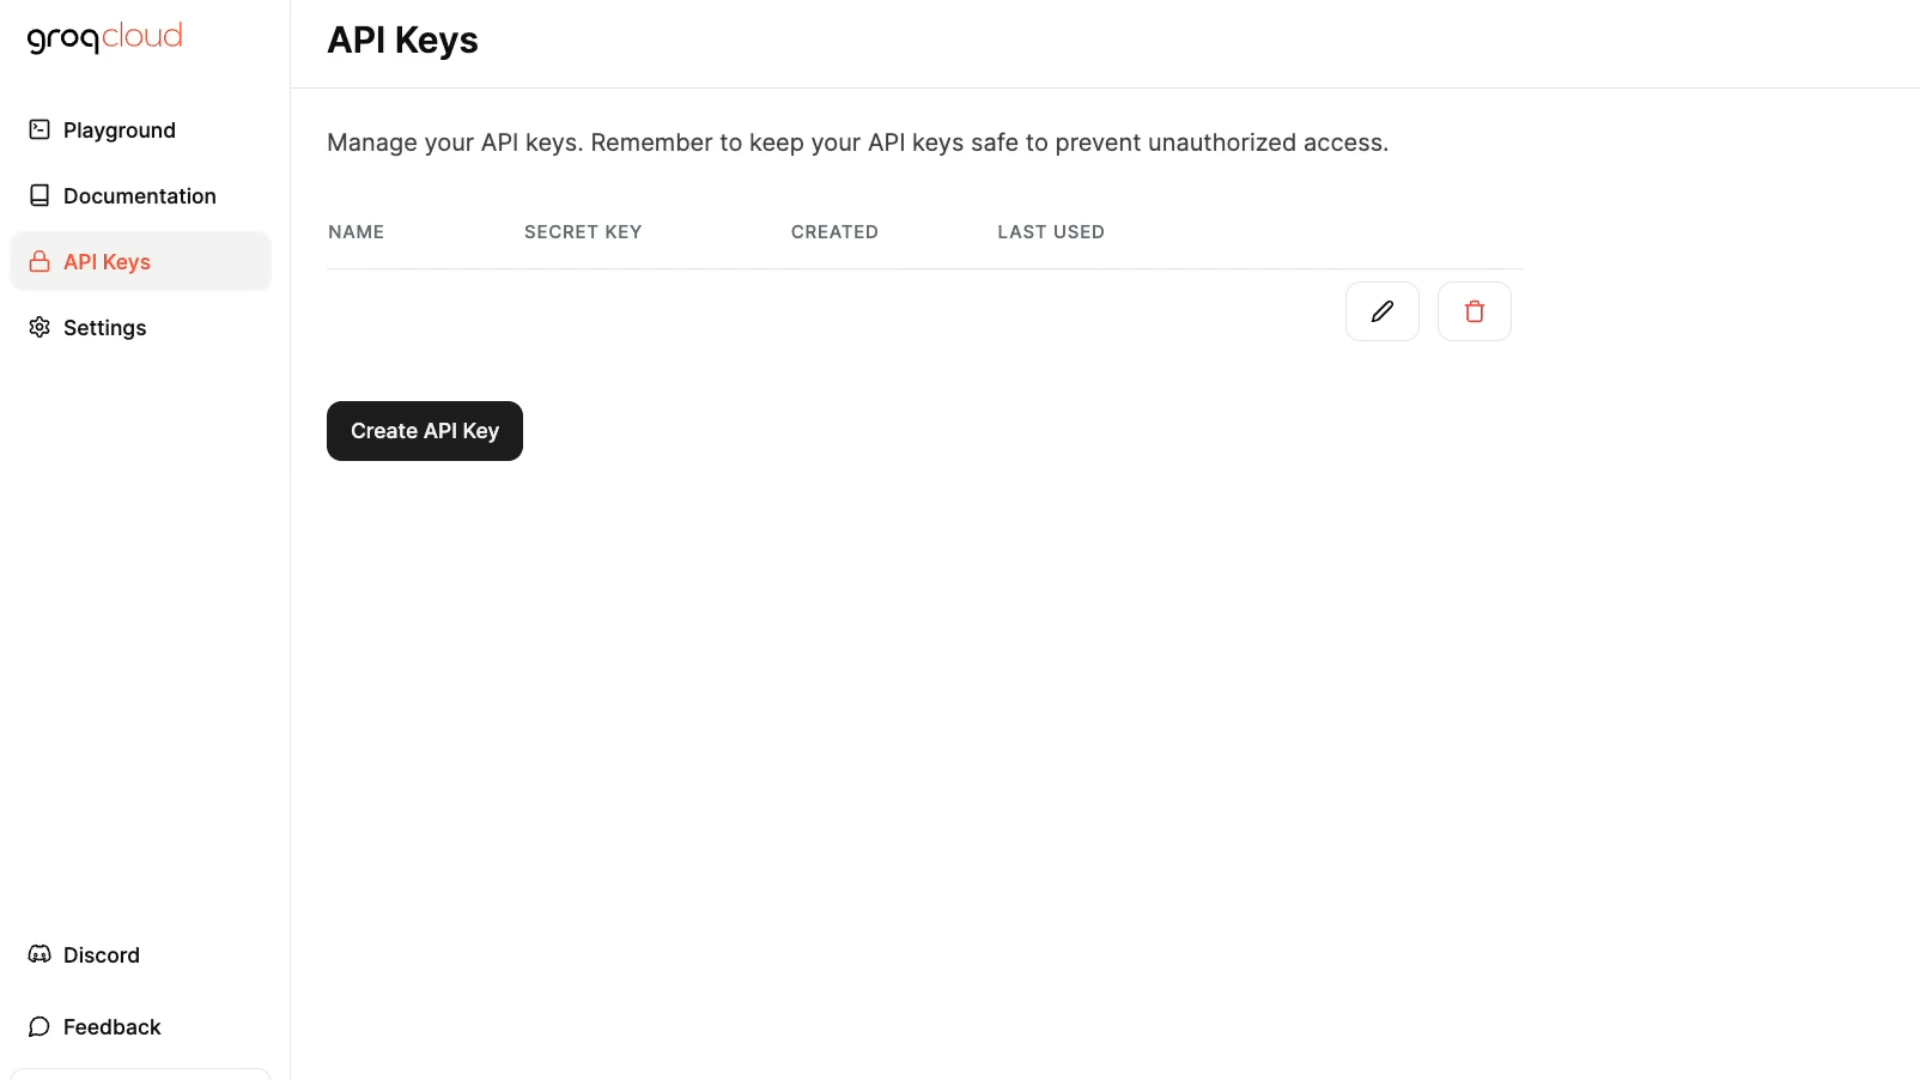 groqcloud
Playground
Documentation
API Keys
Settings
Discord
Feedback
API Keys
Manage your API keys. Remember to keep your API keys safe to prevent unauthorized access.
NAME SECRET KEY CREATED LAST USED
Create API Key